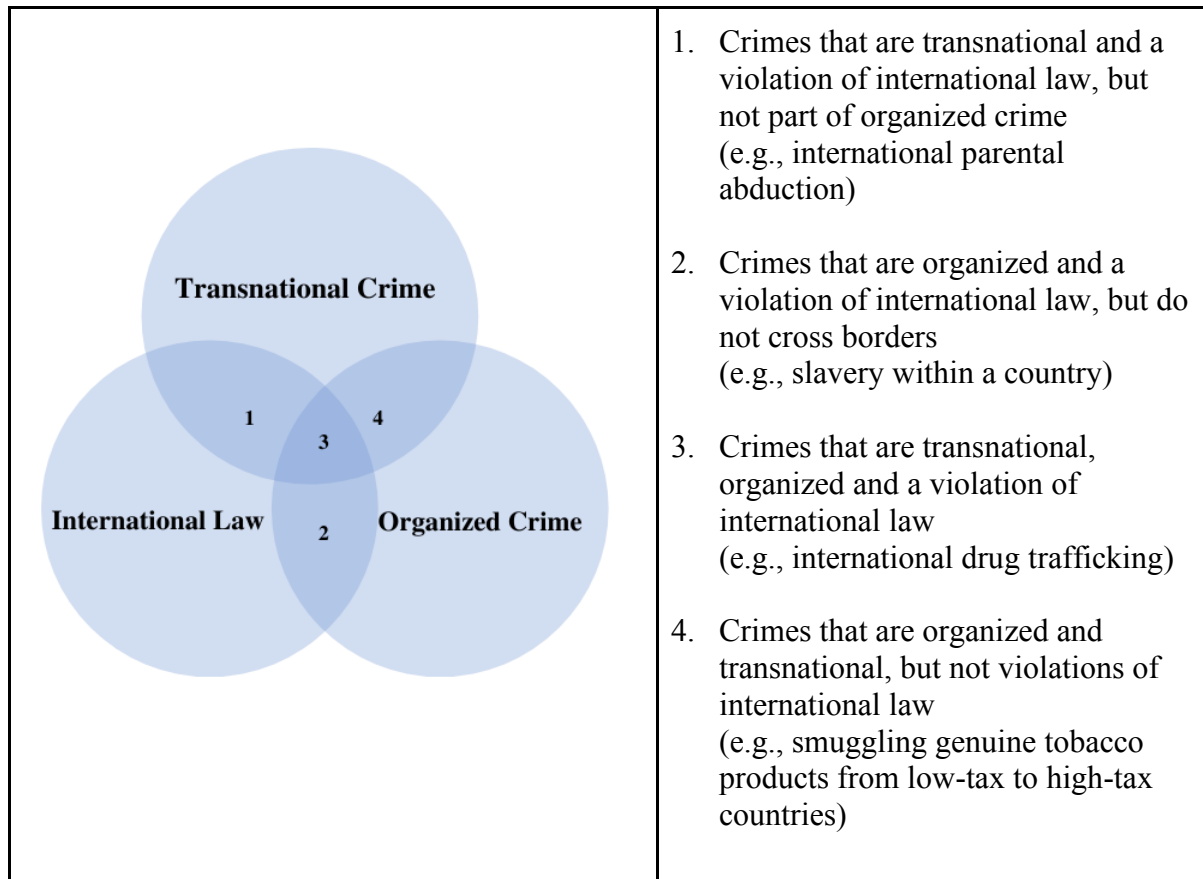 Transnational Crime
1
4
3
International Law
Organized Crime
2
1. Crimes that are transnational and a
violation of international law, but
not part of organized crime
(e.g., international parental
abduction)
2. Crimes that are organized and a
violation of international law, but do
not cross borders
(e.g., slavery within a country)
3. Crimes that are transnational,
organized and a violation of
international law
(e.g., international drug trafficking)
4. Crimes that are organized and
transnational, but not violations of
international law
(e.g., smuggling genuine tobacco
products from low-tax to high-tax
countries)